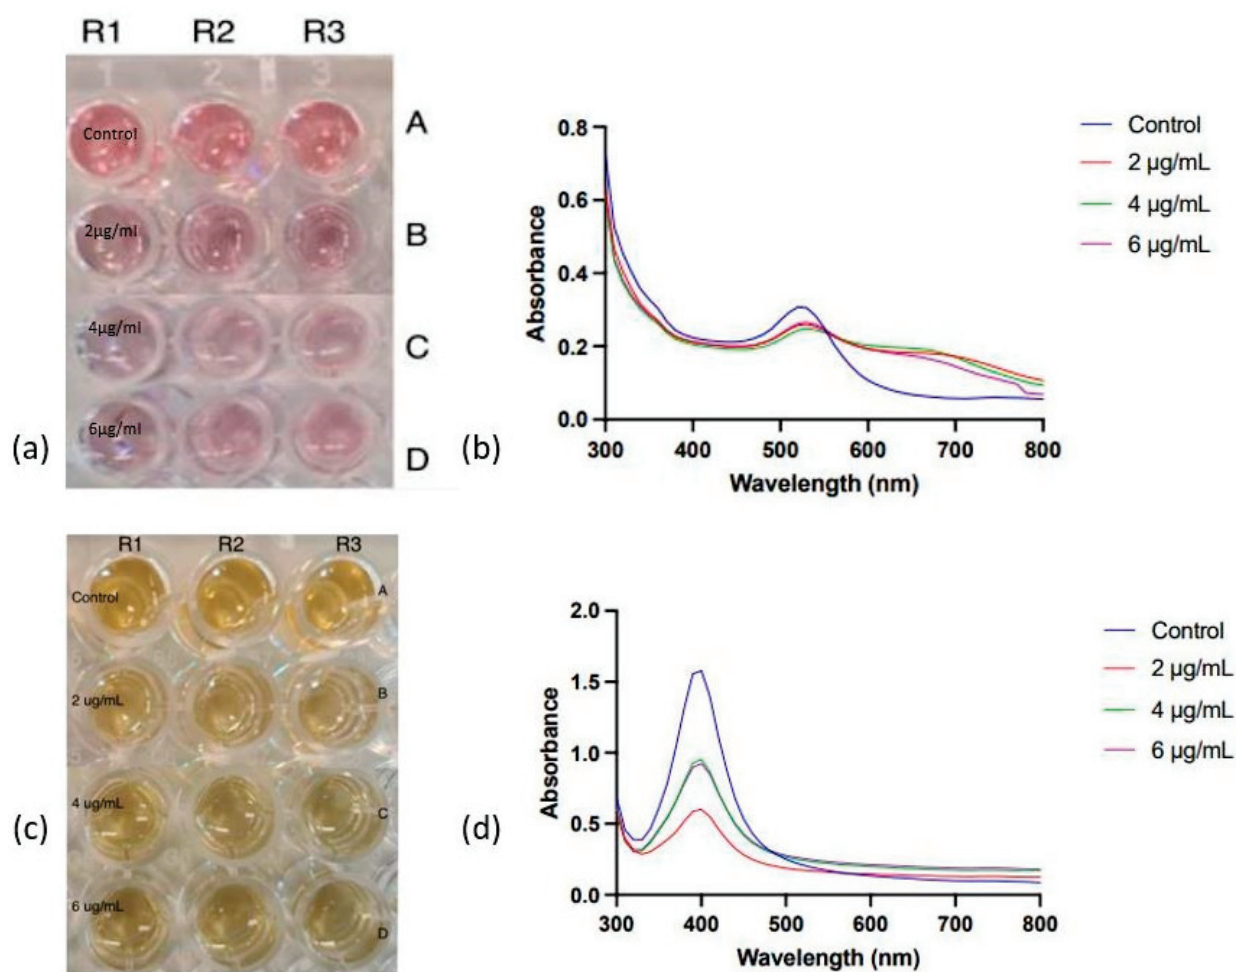 R1 R2 R3
1 2 3
Control
A
2µg/ml
B
4µg/ml
C
6µg/ml
D
(a)
0.8
0.6
0.4
0.2
0.0
Absorbance
300 400 500 600 700 800
Wavelength (nm)
Control
2 µg/mL
4 µg/mL
6 µg/mL
(b)
R1 R2 R3
Control
A
2 ug/mL
B
4 ug/mL
C
6 ug/mL
D
(c)
2.0
1.5
1.0
0.5
0.0
Absorbance
300 400 500 600 700 800
Wavelength (nm)
Control
2 µg/mL
4 µg/mL
6 µg/mL
(d)